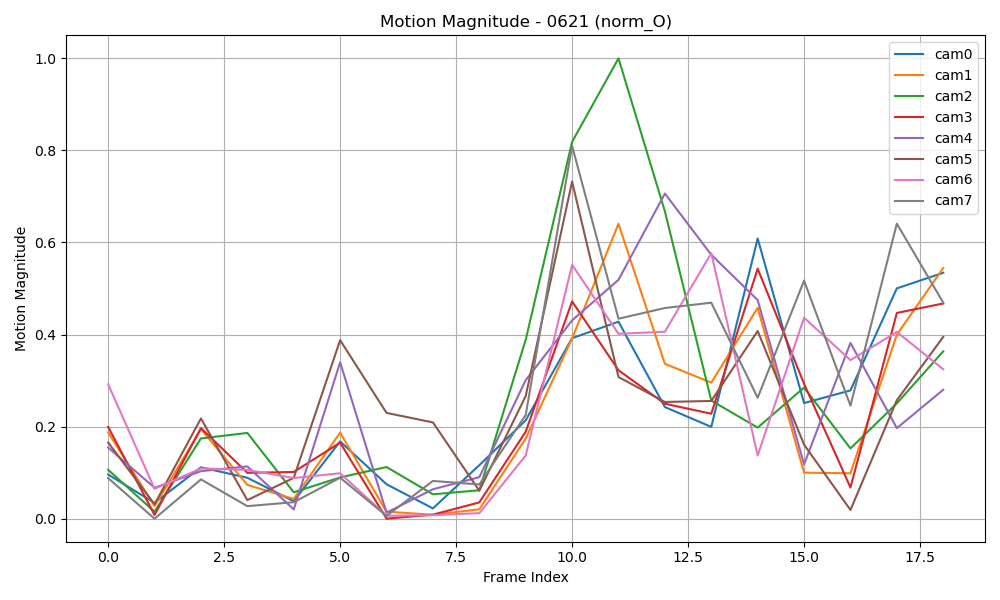 Motion Magnitude - 0621 (norm_O)
Motion Magnitude
1.0
0.8
0.6
0.4
0.2
0.0
cam0
cam1
cam2
cam3
cam4
cam5
cam6
cam7
0.0 2.5 5.0 7.5 10.0 12.5 15.0 17.5
Frame Index